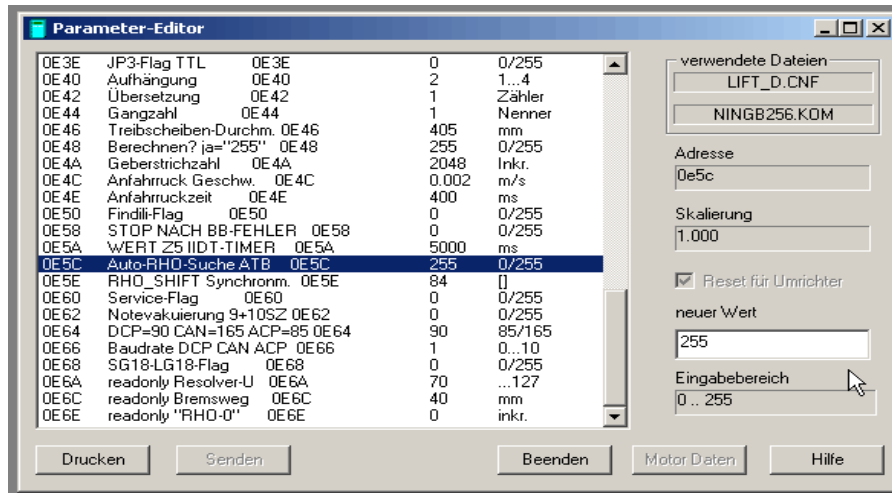 Parameter-Editor
0E3E JP3-Flag TTL 0E3E 0 0/255
0E40 Aufhängung 0E40 2 1...4
0E42 Übersetzung 0E42 1 Zähler
0E44 Gangzahl 0E44 1 Nenner
0E46 Treibscheiben-Durchm. 0E46 405 mm
0E48 Berechnen? ja="255" 0E48 255 0/255
0E4A Geberstrichzahl 0E4A 2048 Inkr.
0E4C Anfahrruck Geschw. 0E4C 0.002 m/s
0E4E Anfahrruckzeit 0E4E 400 ms
0E50 Findili-Flag 0E50 0 0/255
0E58 STOP NACH BB-FEHLER 0E58 0 0/255
0E5A WERT Z5 IIDT-TIMER 0E5A 5000 ms
0E5C Auto-RHO-Suche ATB 0E5C 255 0/255
0E5E RHO_SHIFT Synchronm. 0E5E 84 []
0E60 Service-Flag 0E60 0 0/255
0E62 Notevakuierung 9+10SZ 0E62 0 0/255
0E64 DCP=90 CAN=165 ACP=85 0E64 90 85/165
0E66 Baudrate DCP CAN ACP 0E66 1 0...10
0E68 SG18-LG18-Flag 0E68 0 0/255
0E6A readonly Resolver-U 0E6A 70 ...127
0E6C readonly Bremsweg 0E6C 40 mm
0E6E readonly "RHO-0" 0E6E 0 inkr.
verwendete Dateien
LIFT_D.CNF
NINGB256.KOM
Adresse
0e5c
Skalierung
1.000
Reset für Umrichter
neuer Wert
255
Eingabebereich
0 .. 255
Drucken Senden Beenden Motor Daten Hilfe